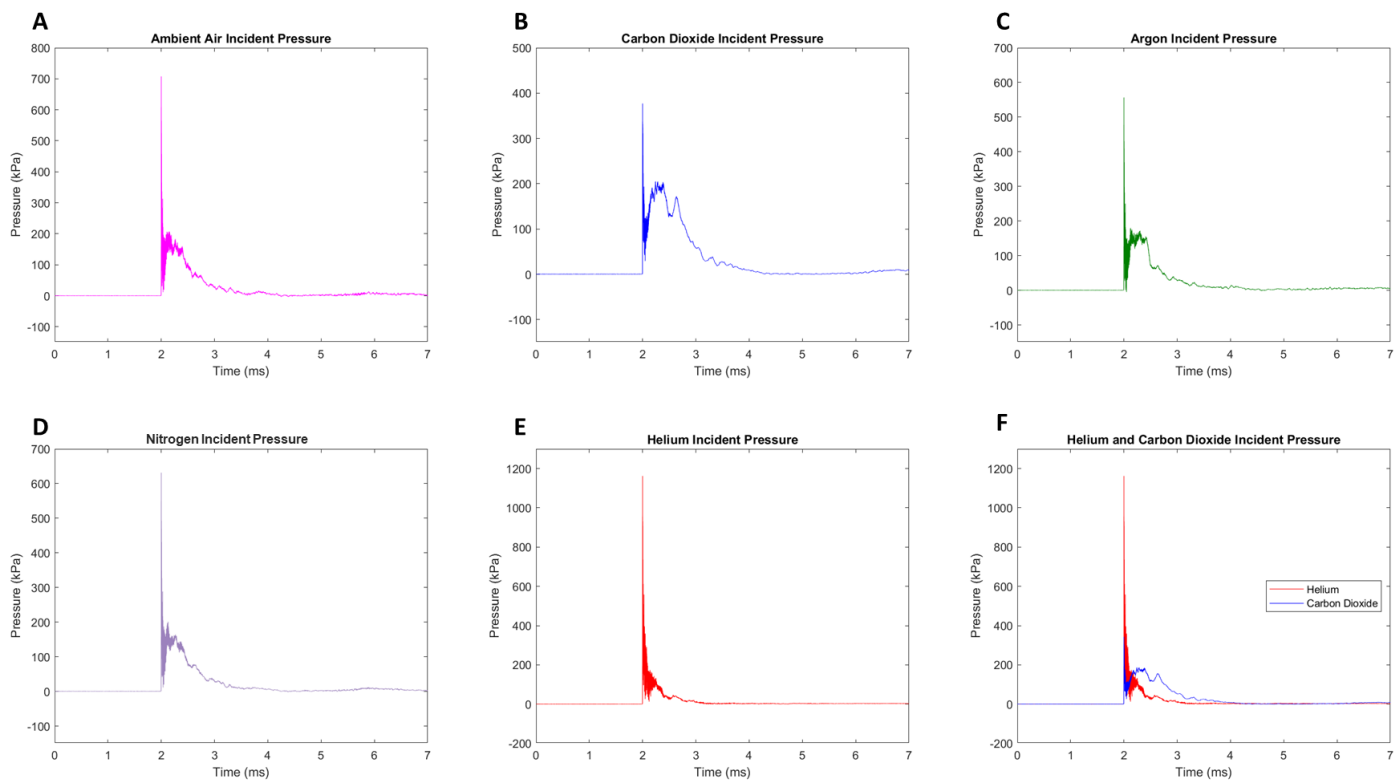 A
Ambient Air Incident Pressure
800
700
600
500
400
300
200
100
0
-100
Pressure (kPa)
0 1 2 3 4 5 6 7
Time (ms)
B
Carbon Dioxide Incident Pressure
500
400
300
200
100
0
-100
Pressure (kPa)
0 1 2 3 4 5 6 7
Time (ms)
C
Argon Incident Pressure
700
600
500
400
300
200
100
0
-100
Pressure (kPa)
0 1 2 3 4 5 6 7
Time (ms)
D
Nitrogen Incident Pressure
700
600
500
400
300
200
100
0
-100
Pressure (kPa)
0 1 2 3 4 5 6 7
Time (ms)
E
Helium Incident Pressure
1200
1000
800
600
400
200
0
-200
Pressure (kPa)
0 1 2 3 4 5 6 7
Time (ms)
F
Helium and Carbon Dioxide Incident Pressure
1200
1000
800
600
400
200
0
-200
Pressure (kPa)
Helium
Carbon Dioxide
0 1 2 3 4 5 6 7
Time (ms)